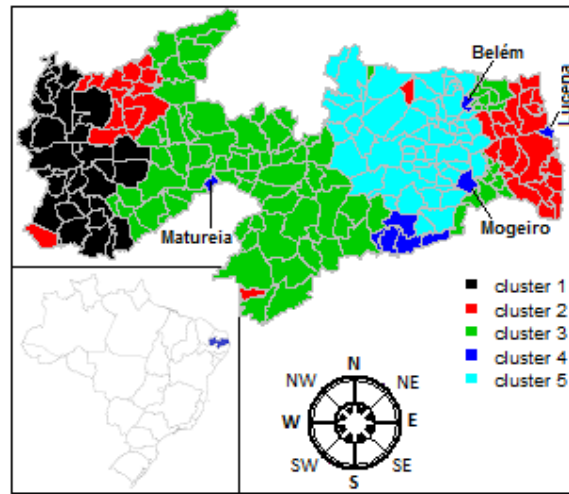 Belém
Lucena
Matureia
Mogeiro
cluster 1
cluster 2
cluster 3
cluster 4
cluster 5
N
NW NE
W E
SW SE
S